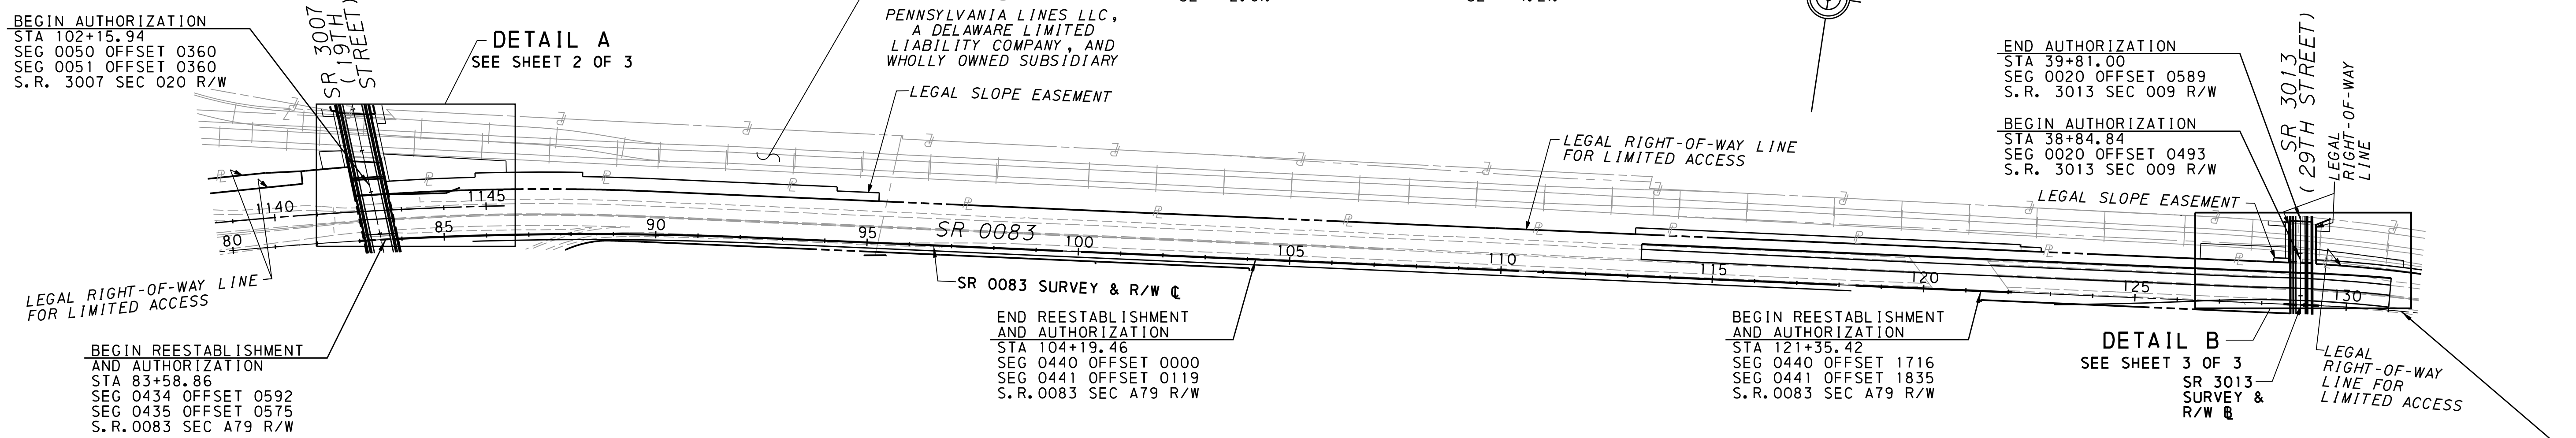 BEGIN AUTHORIZATION
STA 102+15.94
SEG 0050 OFFSET 0360
SEG 0051 OFFSET 0360
S.R. 3007 SEC 020 R/W
SR 3007
(19TH
STREET)
DETAIL A
SEE SHEET 2 OF 3
PENNSYLVANIA LINES LLC,
A DELAWARE LIMITED
LIABILITY COMPANY, AND
WHOLLY OWNED SUBSIDIARY
LEGAL SLOPE EASEMENT
LEGAL RIGHT-OF-WAY LINE
FOR LIMITED ACCESS
END AUTHORIZATION
STA 39+81.00
SEG 0020 OFFSET 0589
S.R. 3013 SEC 009 R/W
BEGIN AUTHORIZATION
STA 38+84.84
SEG 0020 OFFSET 0493
S.R. 3013 SEC 009 R/W
LEGAL SLOPE EASEMENT
SR 3013
(29TH STREET)
LEGAL
RIGHT-OF-WAY
LINE
1140
1145
80
85
90
95
SR 0083
100
105
110
115
120
125
130
LEGAL RIGHT-OF-WAY LINE
FOR LIMITED ACCESS
SR 0083 SURVEY & R/W ℄
BEGIN REESTABLISHMENT
AND AUTHORIZATION
STA 83+58.86
SEG 0434 OFFSET 0592
SEG 0435 OFFSET 0575
S.R.0083 SEC A79 R/W
END REESTABLISHMENT
AND AUTHORIZATION
STA 104+19.46
SEG 0440 OFFSET 0000
SEG 0441 OFFSET 0119
S.R.0083 SEC A79 R/W
BEGIN REESTABLISHMENT
AND AUTHORIZATION
STA 121+35.42
SEG 0440 OFFSET 1716
SEG 0441 OFFSET 1835
S.R.0083 SEC A79 R/W
DETAIL B
SEE SHEET 3 OF 3
SR 3013
SURVEY &
R/W
LEGAL
RIGHT-OF-WAY
LINE FOR
LIMITED ACCESS